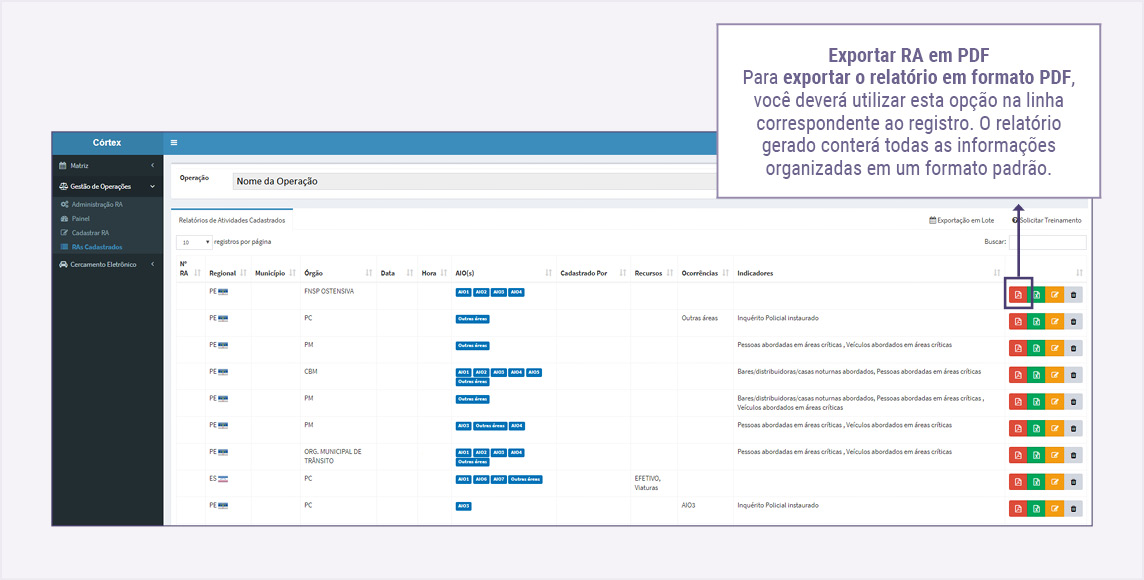 Exportar RA em PDF
Para exportar o relatório em formato PDF,
você deverá utilizar esta opção na linha
correspondente ao registro. O relatório
gerado conterá todas as informações
organizadas em um formato padrão.
Córtex
Matriz
Gestão de Operações
Administração RA
Painel
Cadastrar RA
RAs Cadastrados
Cercamento Eletrônico
Operação
Nome da Operação
Relatórios de Atividades Cadastrados
Exportação em Lote
Solicitar Treinamento
10 registros por página
Buscar:
Nº RA Regional Município Órgão Data Hora AIO(s) Cadastrado Por Recursos Ocorrências Indicadores
PE FNSP OSTENSIVA AIO1 AIO2 AIO3 AIO4
PE PC Outras áreas Outras áreas Inquérito Policial instaurado
PE PM Outras áreas Pessoas abordadas em áreas críticas , Veículos abordados em áreas críticas
PE CBM AIO1 AIO2 AIO3 AIO4 AIO5 Bares/distribuidoras/casas noturnas abordados, Pessoas abordadas em áreas críticas
Outras áreas
PE PM Outras áreas Bares/distribuidoras/casas noturnas abordados, Pessoas abordadas em áreas críticas ,
Veículos abordados em áreas críticas
PE PM AIO3 Outras áreas AIO4 Pessoas abordadas em áreas críticas , Veículos abordados em áreas críticas
PE ORG. MUNICIPAL DE AIO1 AIO2 AIO3 AIO4 Pessoas abordadas em áreas críticas , Veículos abordados em áreas críticas
TRÂNSITO Outras áreas
ES PC AIO1 AIO6 AIO7 Outras áreas EFETIVO,
Viaturas
PE PC AIO3 AIO3 Inquérito Policial instaurado